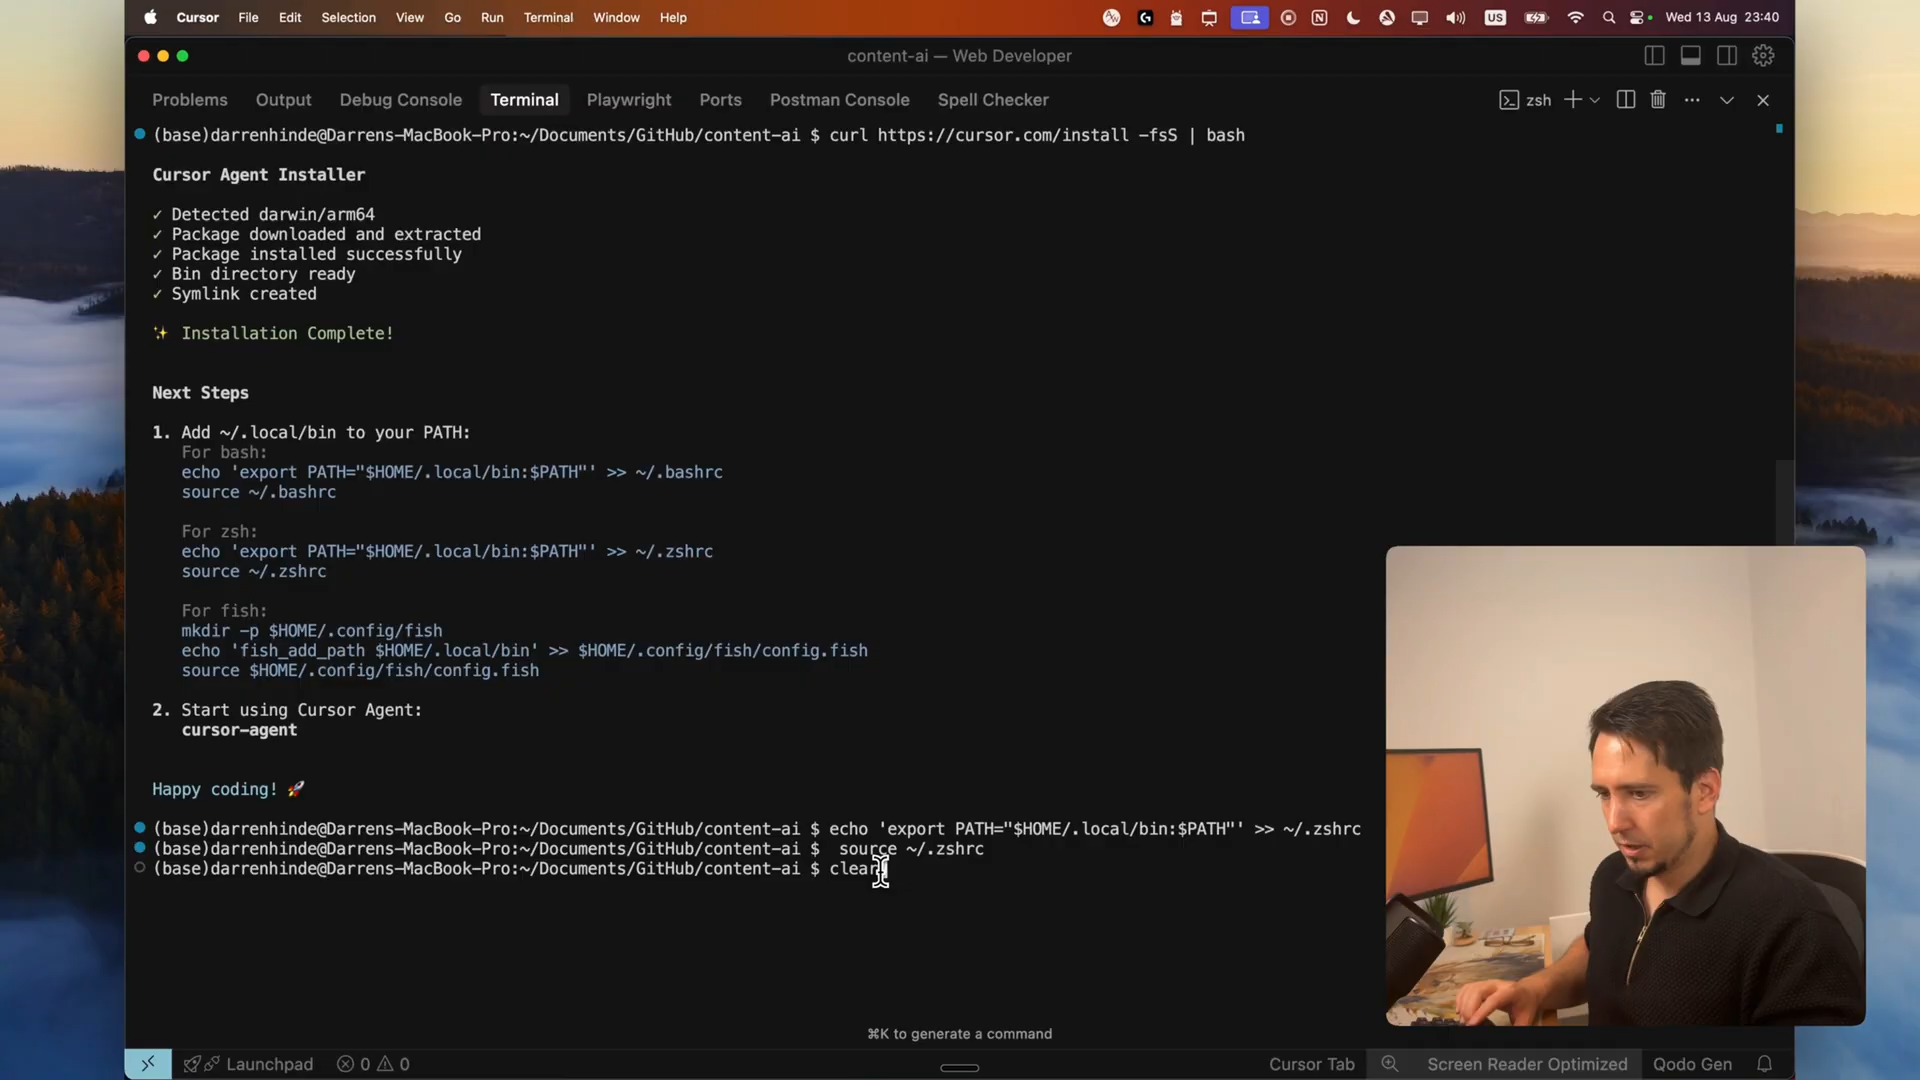 Cursor File Edit Selection View Go Run Terminal Window Help US Wed 13 Aug 23:40
content-ai — Web Developer
Problems Output Debug Console Terminal Playwright Ports Postman Console Spell Checker zsh
(base)darrenhinde@Darrens-MacBook-Pro:~/Documents/GitHub/content-ai $ curl https://cursor.com/install -fsS | bash
Cursor Agent Installer
✓ Detected darwin/arm64
✓ Package downloaded and extracted
✓ Package installed successfully
✓ Bin directory ready
✓ Symlink created
✨ Installation Complete!
Next Steps
1. Add ~/.local/bin to your PATH:
For bash:
echo 'export PATH="$HOME/.local/bin:$PATH"' >> ~/.bashrc
source ~/.bashrc
For zsh:
echo 'export PATH="$HOME/.local/bin:$PATH"' >> ~/.zshrc
source ~/.zshrc
For fish:
mkdir -p $HOME/.config/fish
echo 'fish_add_path $HOME/.local/bin' >> $HOME/.config/fish/config.fish
source $HOME/.config/fish/config.fish
2. Start using Cursor Agent:
cursor-agent
Happy coding! 🚀
(base)darrenhinde@Darrens-MacBook-Pro:~/Documents/GitHub/content-ai $ echo 'export PATH="$HOME/.local/bin:$PATH"' >> ~/.zshrc
(base)darrenhinde@Darrens-MacBook-Pro:~/Documents/GitHub/content-ai $  source ~/.zshrc
(base)darrenhinde@Darrens-MacBook-Pro:~/Documents/GitHub/content-ai $ clear
⌘K to generate a command
Launchpad 0 0 Cursor Tab Screen Reader Optimized Qodo Gen